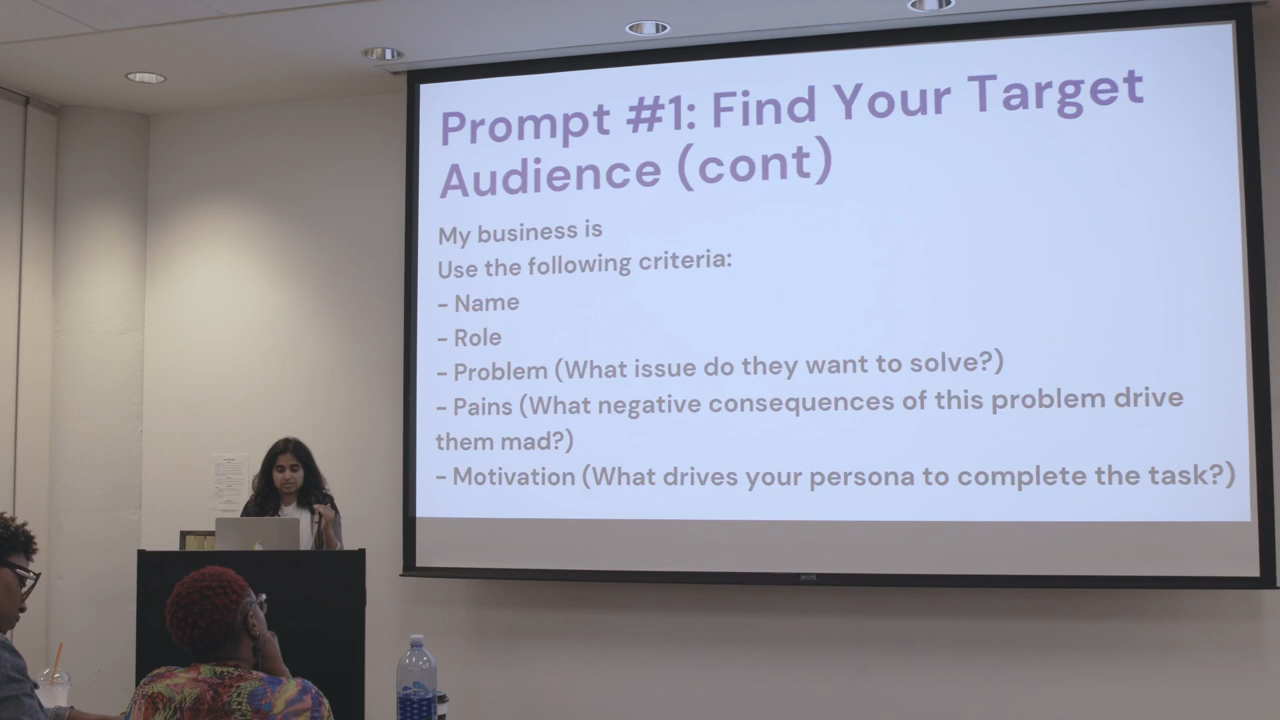 Prompt #1: Find Your Target
Audience (cont)
My business is
Use the following criteria:
- Name
- Role
- Problem (What issue do they want to solve?)
- Pains (What negative consequences of this problem drive
them mad?)
- Motivation (What drives your persona to complete the task?)